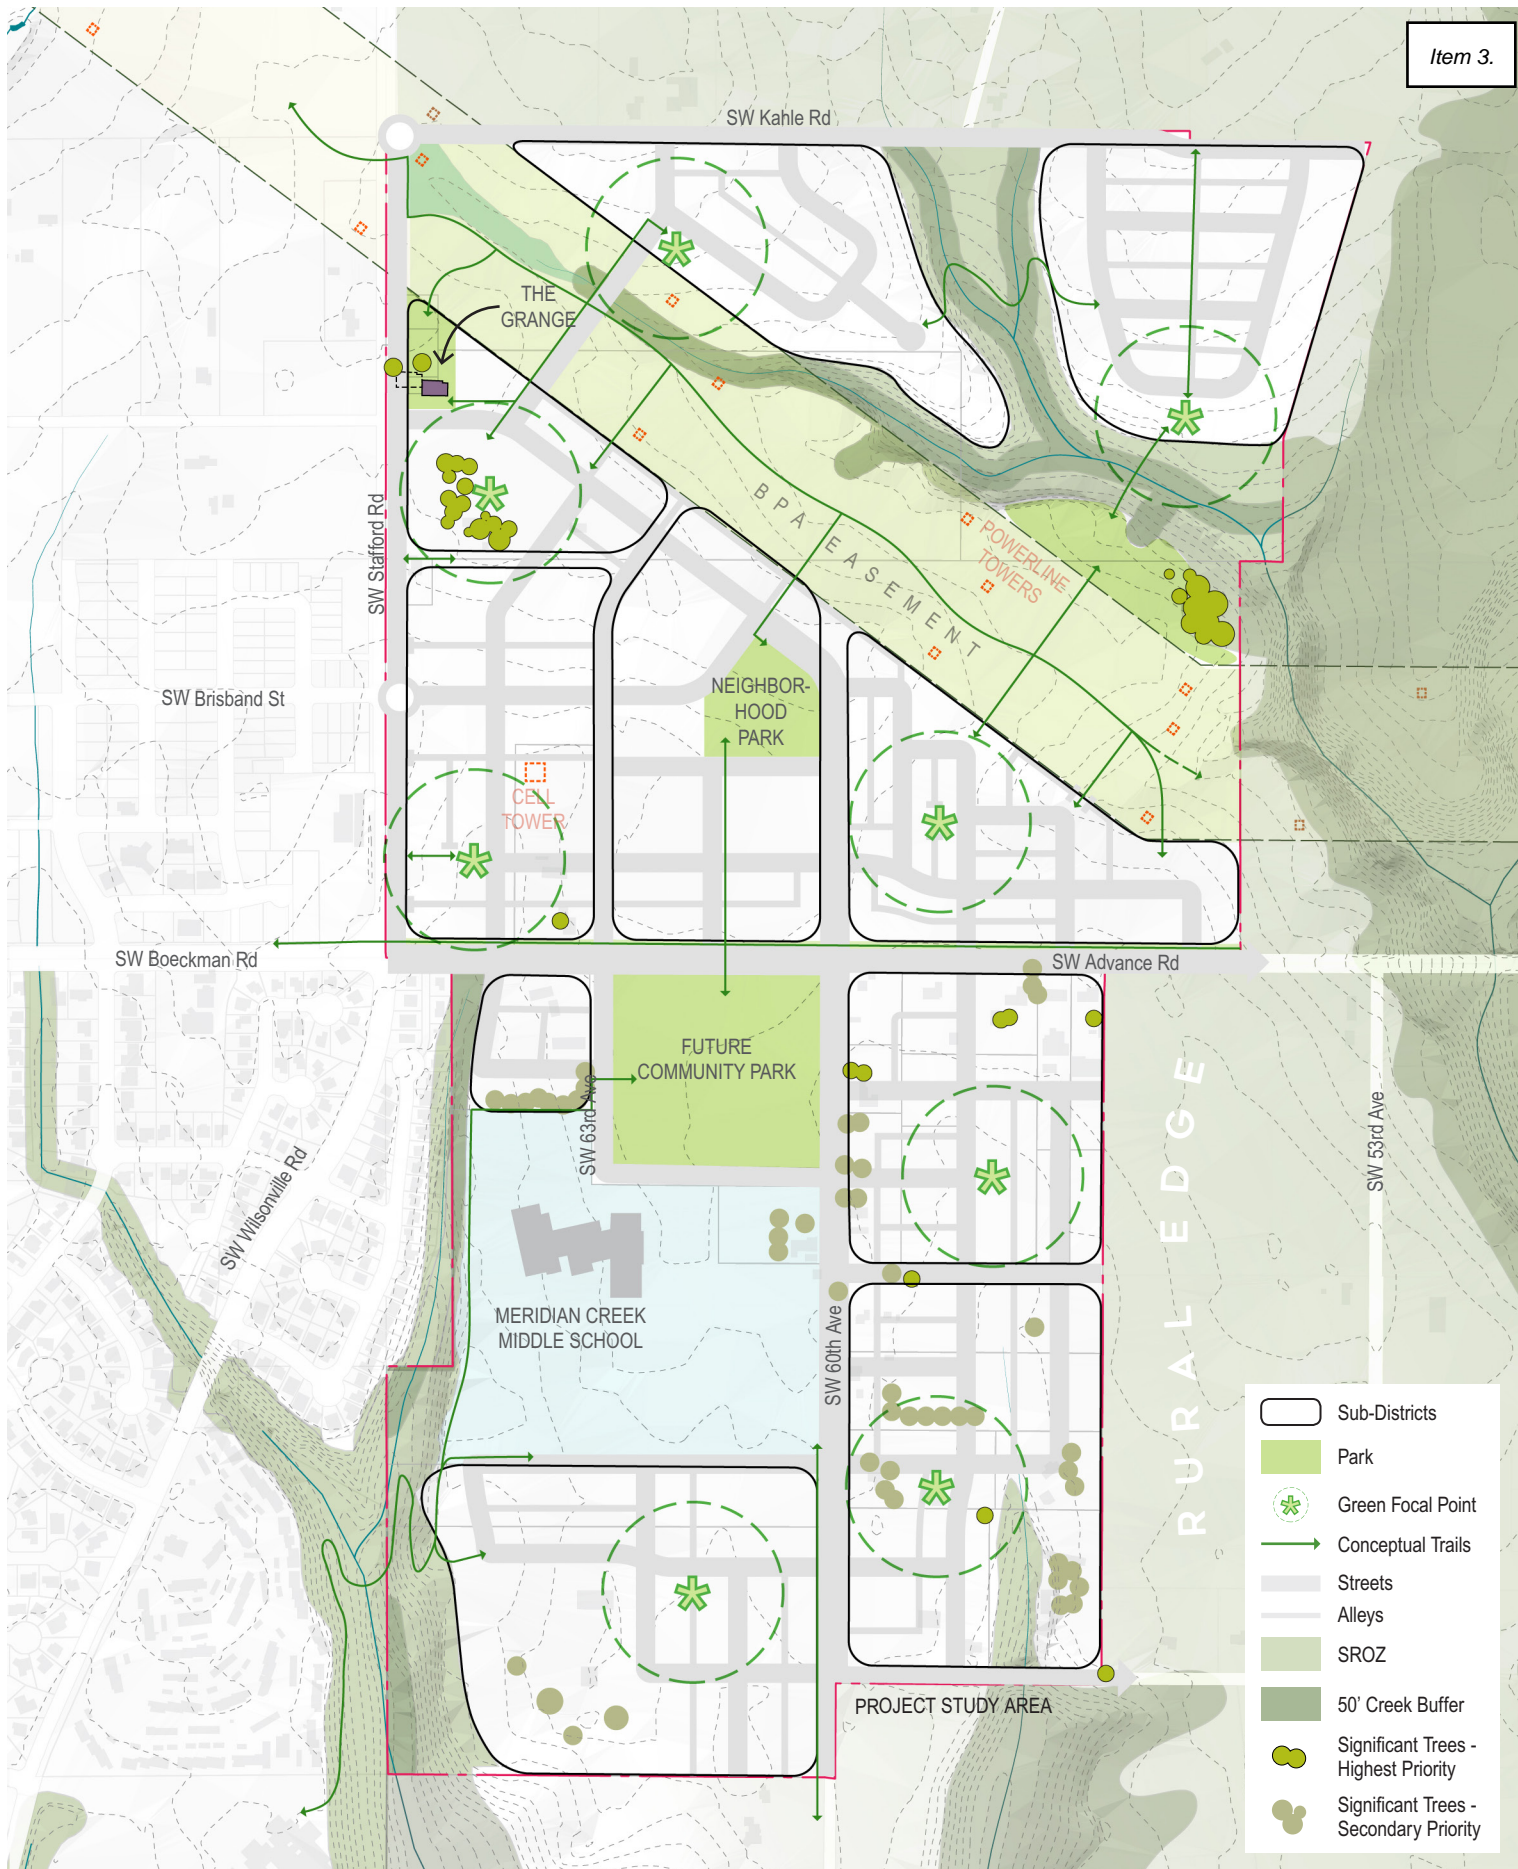 Item 3.
SW Kahle Rd
THE
GRANGE
SW Stafford Rd
BPA EASEMENT
POWERLINE
TOWERS
SW Brisband St
NEIGHBOR-
HOOD
PARK
CELL
TOWER
SW Boeckman Rd
SW Advance Rd
FUTURE
COMMUNITY PARK
SW 63rd Ave
SW Wilsonville Rd
MERIDIAN CREEK
MIDDLE SCHOOL
SW 60th Ave
RURAL EDGE
SW 53rd Ave
PROJECT STUDY AREA
Sub-Districts
Park
Green Focal Point
Conceptual Trails
Streets
Alleys
SROZ
50' Creek Buffer
Significant Trees -
Highest Priority
Significant Trees -
Secondary Priority